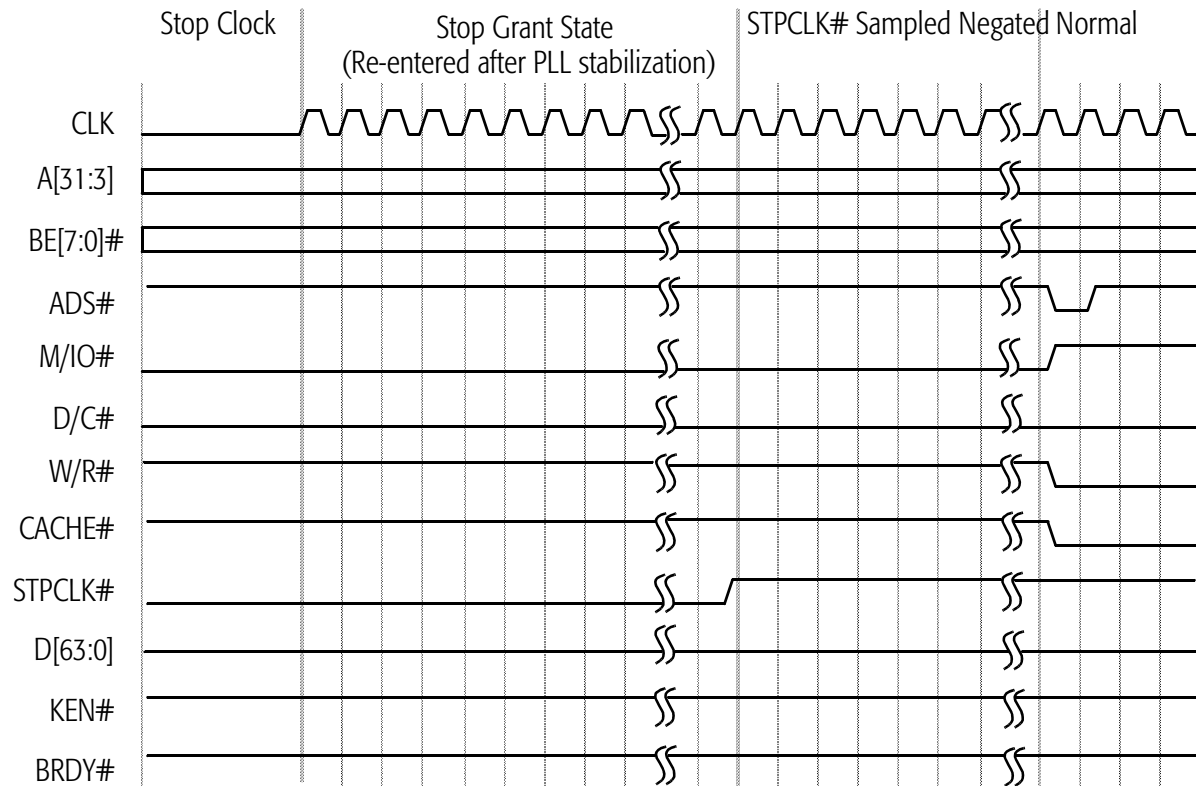 Stop Clock
Stop Grant State
(Re-entered after PLL stabilization)
STPCLK# Sampled Negated Normal
CLK
A[31:3]
BE[7:0]#
ADS#
M/IO#
D/C#
W/R#
CACHE#
STPCLK#
D[63:0]
KEN#
BRDY#